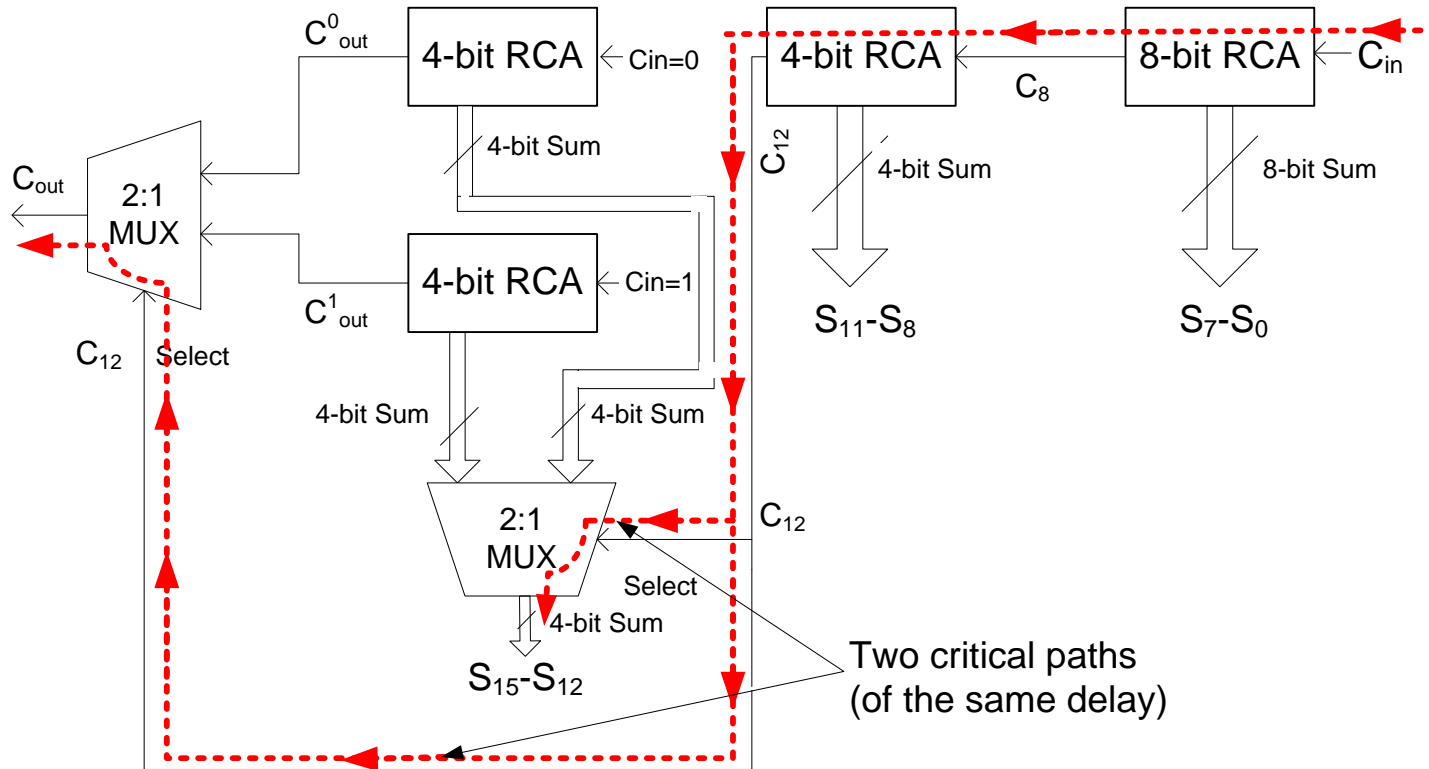 C⁰out
4-bit RCA
Cin=0
4-bit RCA
C₈
8-bit RCA
Cin
4-bit Sum
C₁₂
4-bit Sum
8-bit Sum
Cout
2:1
MUX
4-bit RCA
Cin=1
C¹out
S₁₁-S₈
S₇-S₀
C₁₂
Select
4-bit Sum
4-bit Sum
2:1
MUX
C₁₂
Select
4-bit Sum
S₁₅-S₁₂
Two critical paths
(of the same delay)